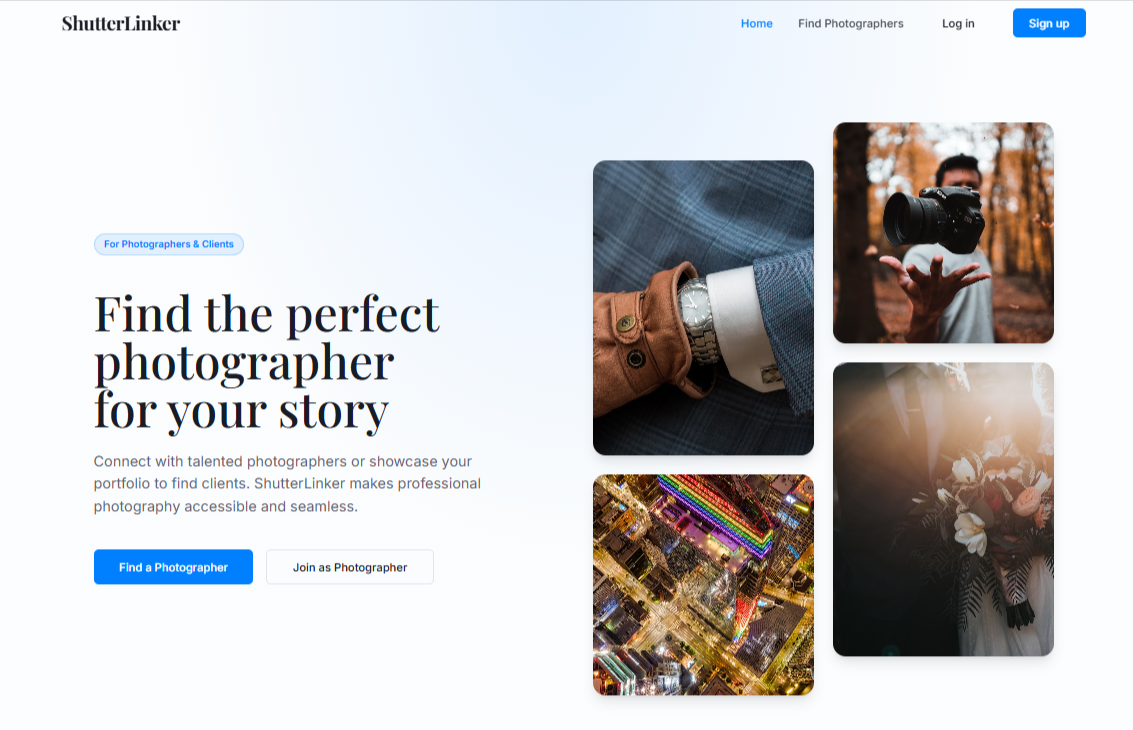 ShutterLinker
Home
Find Photographers
Log in
Sign up
For Photographers & Clients
Find the perfect
photographer
for your story
Connect with talented photographers or showcase your
portfolio to find clients. ShutterLinker makes professional
photography accessible and seamless.
Find a Photographer
Join as Photographer